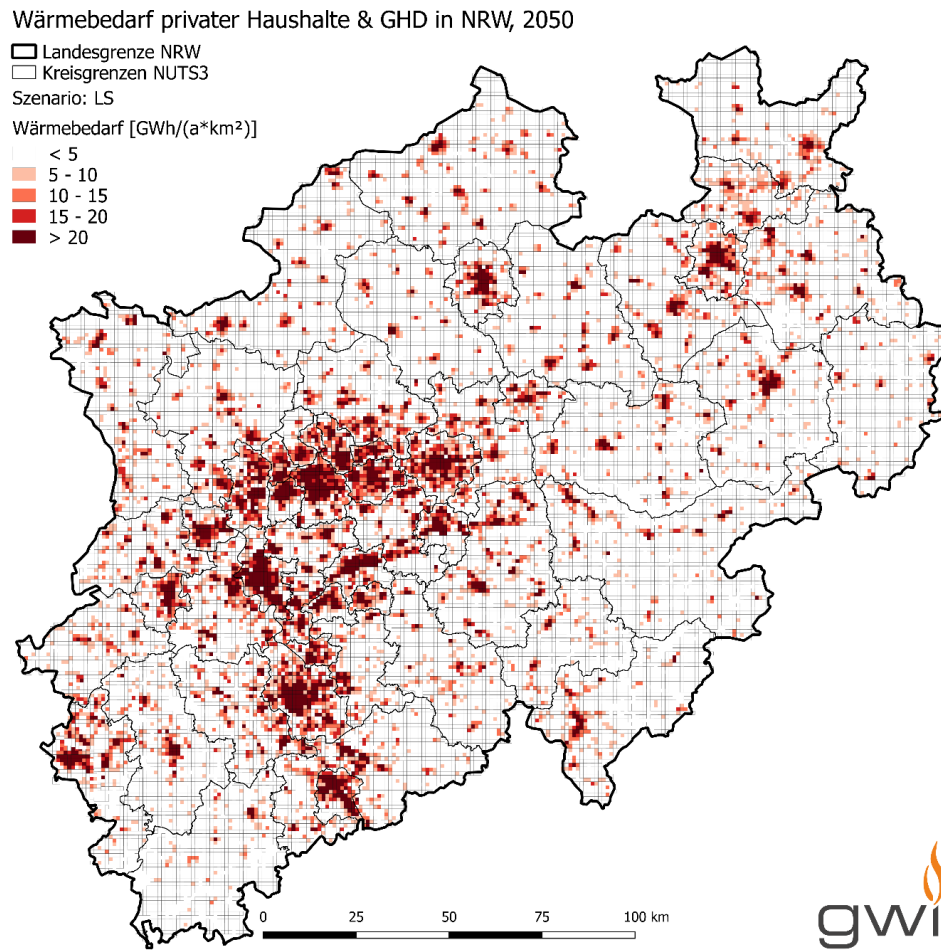 Wärmebedarf privater Haushalte & GHD in NRW, 2050
Landesgrenze NRW
Kreisgrenzen NUTS3
Szenario: LS
Wärmebedarf [GWh/(a*km²)]
< 5
5 - 10
10 - 15
15 - 20
> 20
0 25 50 75 100 km
gwi